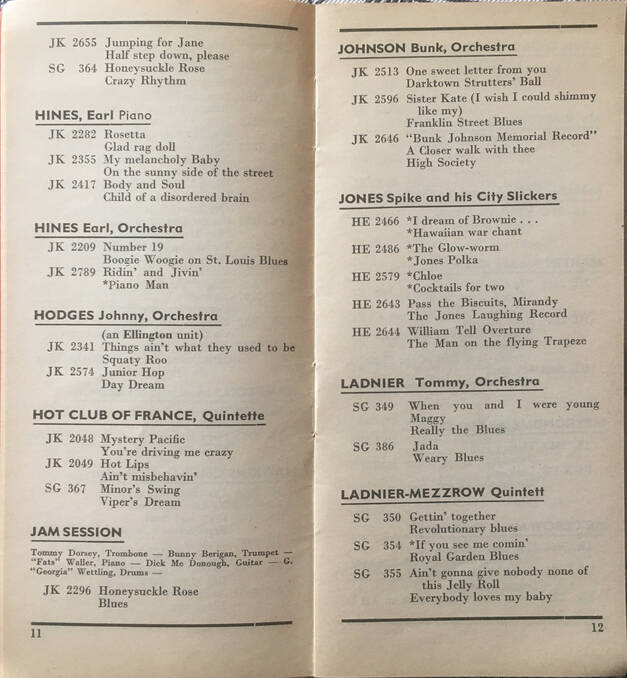 JK 2655 Jumping for Jane
Half step down, please
SG 364 Honeysuckle Rose
Crazy Rhythm
HINES, Earl Piano
JK 2282 Rosetta
Glad rag doll
JK 2355 My melancholy Baby
On the sunny side of the street
JK 2417 Body and Soul
Child of a disordered brain
HINES Earl, Orchestra
JK 2209 Number 19
Boogie Woogie on St. Louis Blues
JK 2789 Ridin' and Jivin'
*Piano Man
HODGES Johnny, Orchestra
(an Ellington unit)
JK 2341 Things ain't what they used to be
Squaty Roo
JK 2574 Junior Hop
Day Dream
HOT CLUB OF FRANCE, Quintette
JK 2048 Mystery Pacific
You're driving me crazy
JK 2049 Hot Lips
Ain't misbehavin'
SG 367 Minor's Swing
Viper's Dream
JAM SESSION
Tommy Dorsey, Trombone — Bunny Berigan, Trumpet —
"Fats" Waller, Piano — Dick Mc Donough, Guitar — G.
"Georgia" Wettling, Drums —
JK 2296 Honeysuckle Rose
Blues
11
JOHNSON Bunk, Orchestra
JK 2513 One sweet letter from you
Darktown Strutters' Ball
JK 2596 Sister Kate (I wish I could shimmy
like my)
Franklin Street Blues
JK 2646 "Bunk Johnson Memorial Record"
A Closer walk with thee
High Society
JONES Spike and his City Slickers
HE 2466 *I dream of Brownie . . .
*Hawaiian war chant
HE 2486 *The Glow-worm
*Jones Polka
HE 2579 *Chloe
*Cocktails for two
HE 2643 Pass the Biscuits, Mirandy
The Jones Laughing Record
HE 2644 William Tell Overture
The Man on the flying Trapeze
LADNIER Tommy, Orchestra
SG 349 When you and I were young
Maggy
Really the Blues
SG 386 Jada
Weary Blues
LADNIER-MEZZROW Quintett
SG 350 Gettin' together
Revolutionary blues
SG 354 *If you see me comin'
Royal Garden Blues
SG 355 Ain't gonna give nobody none of
this Jelly Roll
Everybody loves my baby
12